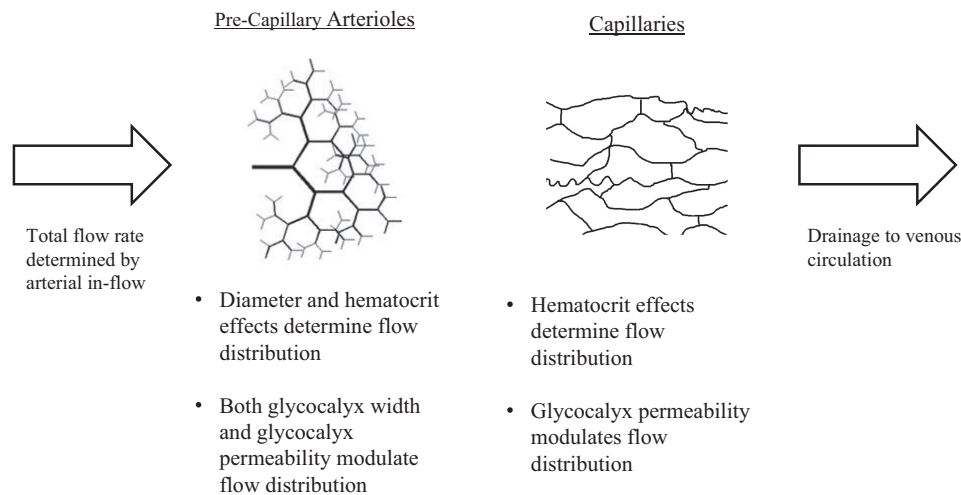 Pre-Capillary Arterioles
Capillaries
Total flow rate
determined by
arterial in-flow
Drainage to venous
circulation
• Diameter and hematocrit
effects determine flow
distribution
• Both glycocalyx width
and glycocalyx
permeability modulate
flow distribution
• Hematocrit effects
determine flow
distribution
• Glycocalyx permeability
modulates flow
distribution